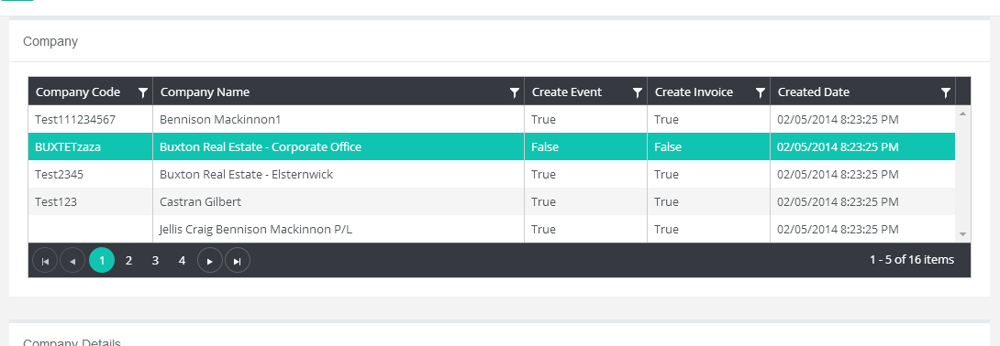 Company
Company Code Company Name Create Event Create Invoice Created Date
Test111234567 Bennison Mackinnon1 True True 02/05/2014 8:23:25 PM
BUXTETzaza Buxton Real Estate - Corporate Office False False 02/05/2014 8:23:25 PM
Test2345 Buxton Real Estate - Elsternwick True True 02/05/2014 8:23:25 PM
Test123 Castran Gilbert True True 02/05/2014 8:23:25 PM
Jellis Craig Bennison Mackinnon P/L True True 02/05/2014 8:23:25 PM
1 2 3 4 1 - 5 of 16 items
Company Details